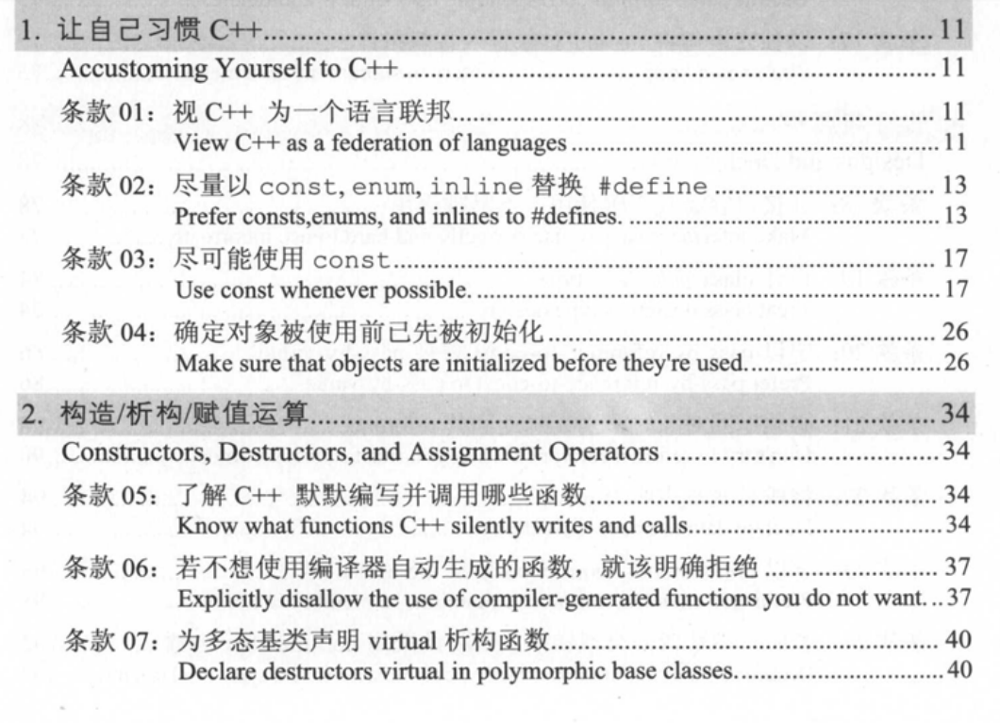 1. 让自己习惯 C++ 11
Accustoming Yourself to C++ 11
条款 01：视 C++ 为一个语言联邦 11
View C++ as a federation of languages 11
条款 02：尽量以 const, enum, inline 替换 #define 13
Prefer consts,enums, and inlines to #defines. 13
条款 03：尽可能使用 const 17
Use const whenever possible. 17
条款 04：确定对象被使用前已先被初始化 26
Make sure that objects are initialized before they're used 26
2. 构造/析构/赋值运算 34
Constructors, Destructors, and Assignment Operators 34
条款 05：了解 C++ 默默编写并调用哪些函数 34
Know what functions C++ silently writes and calls 34
条款 06：若不想使用编译器自动生成的函数，就该明确拒绝 37
Explicitly disallow the use of compiler-generated functions you do not want. 37
条款 07：为多态基类声明 virtual 析构函数 40
Declare destructors virtual in polymorphic base classes. 40